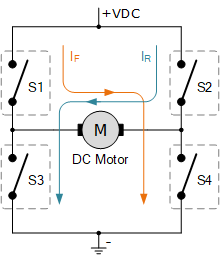 +VDC
IF IR
S1 S2
M
DC Motor
S3 S4
-